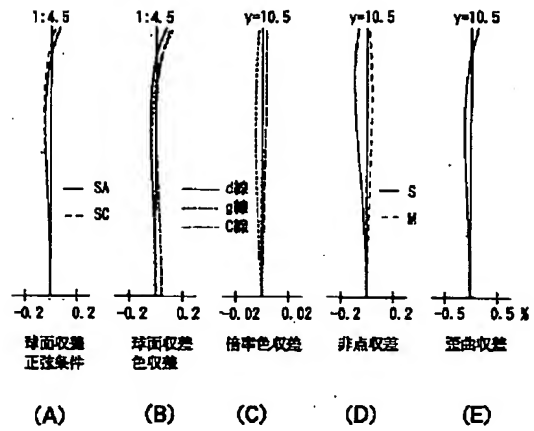 1:4.5 1:4.5 y=10.5 y=10.5 y=10.5
SA
SC
d線
g線
C線
S
M
-0.2 0.2 -0.2 0.2 -0.02 0.02 -0.2 0.2 -0.5 0.5 %
球面収差 球面収差 倍率色収差 非点収差 歪曲収差
正弦条件 色収差
(A) (B) (C) (D) (E)